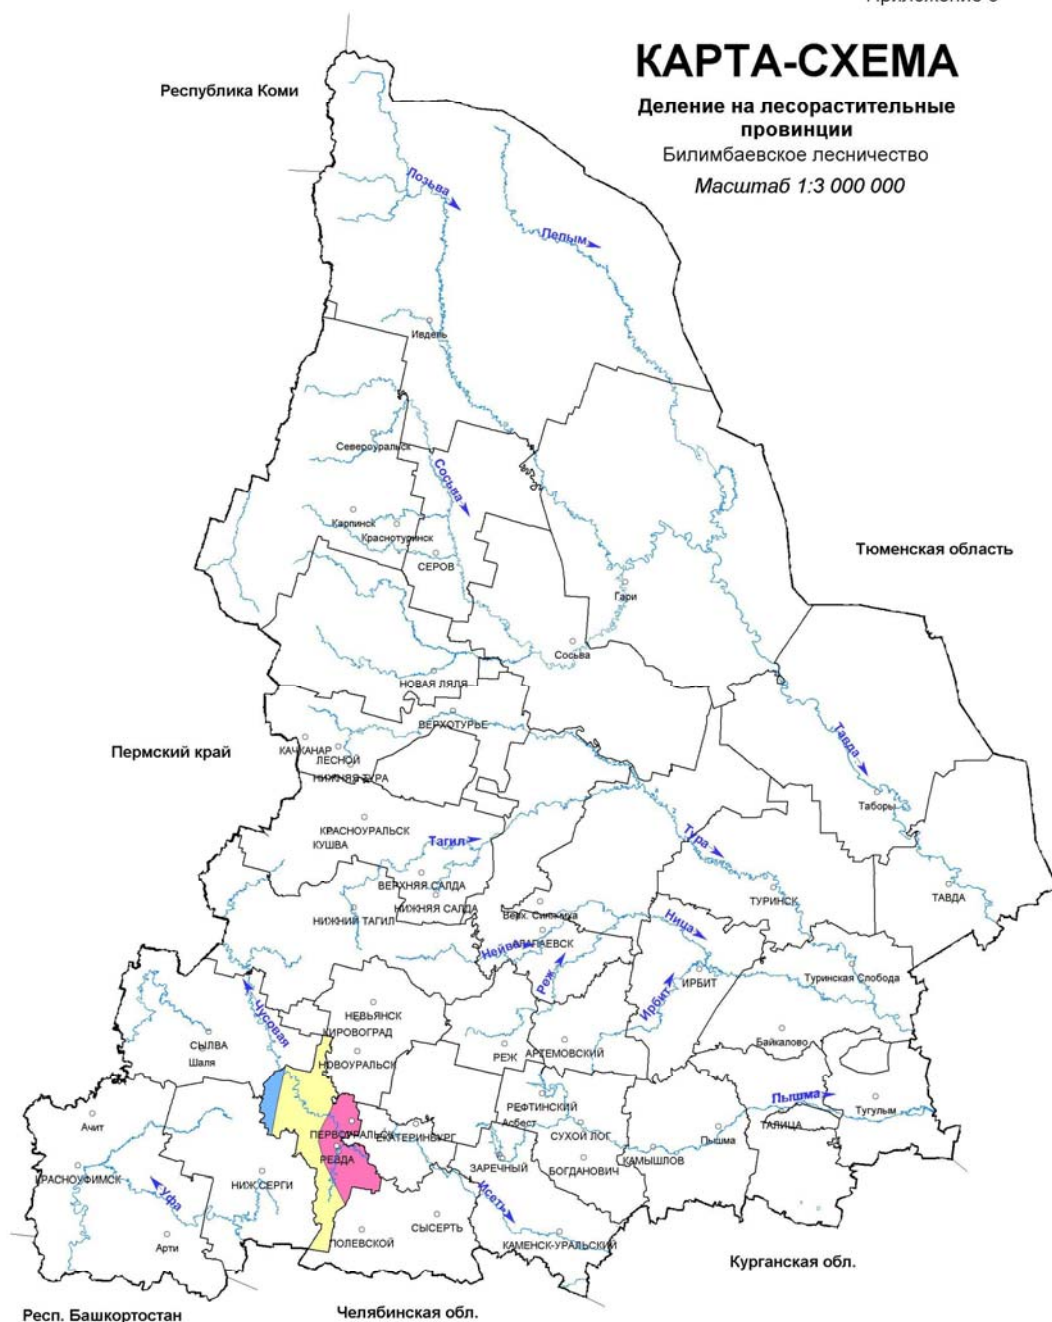 КАРТА-СХЕМА
Деление на лесорастительные
провинции
Билимбаевское лесничество
Масштаб 1:3 000 000
Республика Коми
Лозьва
Пелым
Ивдель
Североуральск
Сосьва
Карпинск
Краснотуринск
СЕРОВ
Тюменская область
Гари
Сосьва
НОВАЯ ЛЯЛЯ
ВЕРХОТУРЬЕ
Пермский край
КАЧКАНАР
ЛЕСНОЙ
НИЖНЯЯ ТУРА
Тавда
Таборы
КРАСНОУРАЛЬСК
КУШВА
Тагил
Тура
ВЕРХНЯЯ САЛДА
НИЖНЯЯ САЛДА
ТУРИНСК
ТАВДА
НИЖНИЙ ТАГИЛ
Верх. Синячиха
Ница
Нейва
АЛАПАЕВСК
Реж
Ирбит
ИРБИТ
Туринская Слобода
Чусовая
НЕВЬЯНСК
КИРОВОГРАД
СЫЛВА
Шаля
НОВОУРАЛЬСК
РЕЖ
АРТЕМОВСКИЙ
Байкалово
Ачит
РЕФТИНСКИЙ
Асбест
Пышма
Тугулым
ТАЛИЦА
ПЕРВОУРАЛЬСК
ЕКАТЕРИНБУРГ
СУХОЙ ЛОГ
Пышма
РЕВДА
ЗАРЕЧНЫЙ
БОГДАНОВИЧ
КАМЫШЛОВ
КРАСНОУФИМСК
Уфа
НИЖ.СЕРГИ
Исеть
СЫСЕРТЬ
Арти
ПОЛЕВСКОЙ
КАМЕНСК-УРАЛЬСКИЙ
Курганская обл.
Респ. Башкортостан
Челябинская обл.